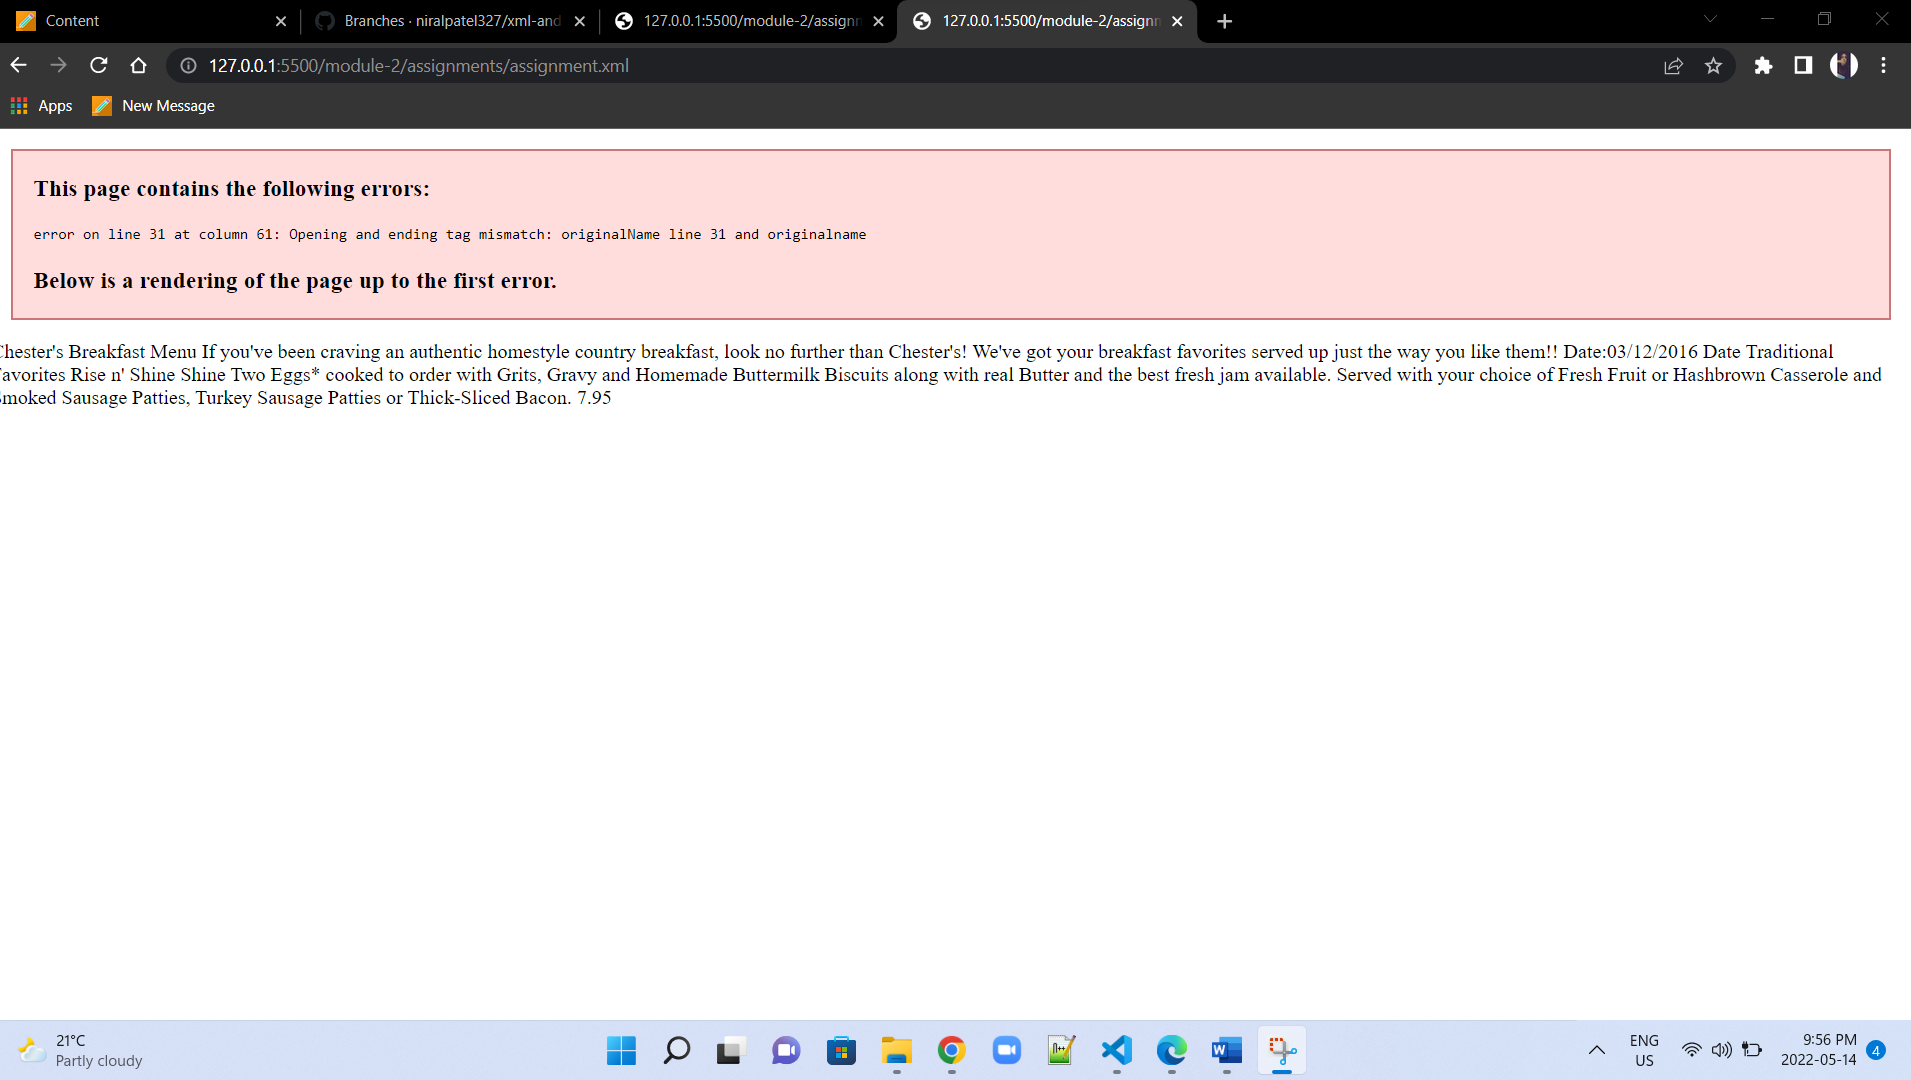 Content
Branches · niralpatel327/xml-and
127.0.0.1:5500/module-2/assignm
127.0.0.1:5500/module-2/assignm
127.0.0.1:5500/module-2/assignments/assignment.xml
Apps
New Message
This page contains the following errors:
error on line 31 at column 61: Opening and ending tag mismatch: originalName line 31 and originalname
Below is a rendering of the page up to the first error.
Chester's Breakfast Menu If you've been craving an authentic homestyle country breakfast, look no further than Chester's! We've got your breakfast favorites served up just the way you like them!! Date:03/12/2016 Date Traditional
Favorites Rise n' Shine Shine Two Eggs* cooked to order with Grits, Gravy and Homemade Buttermilk Biscuits along with real Butter and the best fresh jam available. Served with your choice of Fresh Fruit or Hashbrown Casserole and
Smoked Sausage Patties, Turkey Sausage Patties or Thick-Sliced Bacon. 7.95
21°C
Partly cloudy
ENG
US
9:56 PM
2022-05-14
4